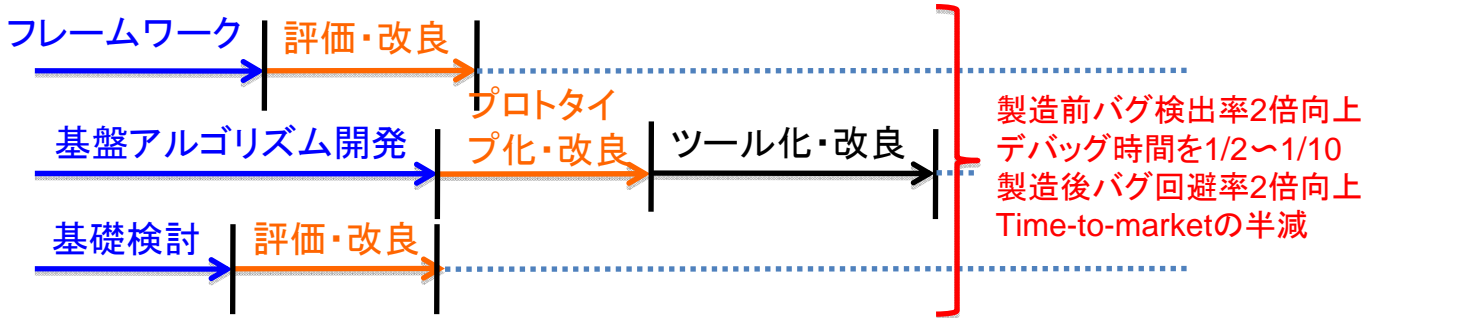 フレームワーク
評価・改良
基盤アルゴリズム開発
プロトタイ
プ化・改良
ツール化・改良
基礎検討
評価・改良
製造前バグ検出率2倍向上
デバッグ時間を1/2～1/10
製造後バグ回避率2倍向上
Time-to-marketの半減